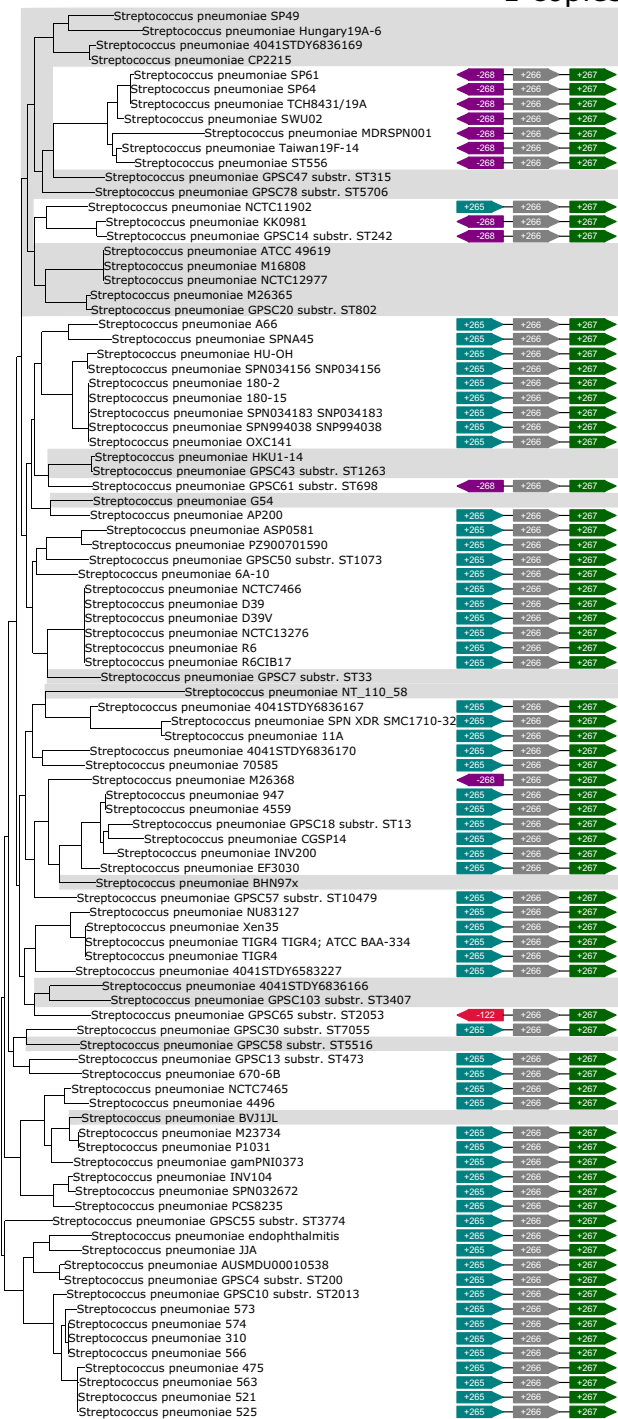 Streptococcus pneumoniae SP49
Streptococcus pneumoniae Hungary19A-6
Streptococcus pneumoniae 4041STDY6836169
Streptococcus pneumoniae CP2215
Streptococcus pneumoniae SP61 -268 +266 +267
Streptococcus pneumoniae SP64 -268 +266 +267
Streptococcus pneumoniae TCH8431/19A -268 +266 +267
Streptococcus pneumoniae SWU02 -268 +266 +267
Streptococcus pneumoniae MDRSPN001 -268 +266 +267
Streptococcus pneumoniae Taiwan19F-14 -268 +266 +267
Streptococcus pneumoniae ST556 -268 +266 +267
Streptococcus pneumoniae GPSC47 substr. ST315
Streptococcus pneumoniae GPSC78 substr. ST5706
Streptococcus pneumoniae NCTC11902 +265 +266 +267
Streptococcus pneumoniae KK0981 -268 +266 +267
Streptococcus pneumoniae GPSC14 substr. ST242 -268 +266 +267
Streptococcus pneumoniae ATCC 49619
Streptococcus pneumoniae M16808
Streptococcus pneumoniae NCTC12977
Streptococcus pneumoniae M26365
Streptococcus pneumoniae GPSC20 substr. ST802
Streptococcus pneumoniae A66 +265 +266 +267
Streptococcus pneumoniae SPNA45 +265 +266 +267
Streptococcus pneumoniae HU-OH +265 +266 +267
Streptococcus pneumoniae SPN034156 SNP034156 +265 +266 +267
Streptococcus pneumoniae 180-2 +265 +266 +267
Streptococcus pneumoniae 180-15 +265 +266 +267
Streptococcus pneumoniae SPN034183 SNP034183 +265 +266 +267
Streptococcus pneumoniae SPN994038 SNP994038 +265 +266 +267
Streptococcus pneumoniae OXC141 +265 +266 +267
Streptococcus pneumoniae HKU1-14
Streptococcus pneumoniae GPSC43 substr. ST1263
Streptococcus pneumoniae GPSC61 substr. ST698 -268 +266 +267
Streptococcus pneumoniae G54
Streptococcus pneumoniae AP200 +265 +266 +267
Streptococcus pneumoniae ASP0581 +265 +266 +267
Streptococcus pneumoniae PZ900701590 +265 +266 +267
Streptococcus pneumoniae GPSC50 substr. ST1073 +265 +266 +267
Streptococcus pneumoniae 6A-10 +265 +266 +267
Streptococcus pneumoniae NCTC7466 +265 +266 +267
Streptococcus pneumoniae D39 +265 +266 +267
Streptococcus pneumoniae D39V +265 +266 +267
Streptococcus pneumoniae NCTC13276 +265 +266 +267
Streptococcus pneumoniae R6 +265 +266 +267
Streptococcus pneumoniae R6CIB17 +265 +266 +267
Streptococcus pneumoniae GPSC7 substr. ST33
Streptococcus pneumoniae NT_110_58
Streptococcus pneumoniae 4041STDY6836167 +265 +266 +267
Streptococcus pneumoniae SPN XDR SMC1710-32 +265 +266 +267
Streptococcus pneumoniae 11A +265 +266 +267
Streptococcus pneumoniae 4041STDY6836170 +265 +266 +267
Streptococcus pneumoniae 70585 +265 +266 +267
Streptococcus pneumoniae M26368 -268 +266 +267
Streptococcus pneumoniae 947 +265 +266 +267
Streptococcus pneumoniae 4559 +265 +266 +267
Streptococcus pneumoniae GPSC18 substr. ST13 +265 +266 +267
Streptococcus pneumoniae CGSP14 +265 +266 +267
Streptococcus pneumoniae INV200 +265 +266 +267
Streptococcus pneumoniae EF3030 +265 +266 +267
Streptococcus pneumoniae BHN97x
Streptococcus pneumoniae GPSC57 substr. ST10479 +265 +266 +267
Streptococcus pneumoniae NU83127 +265 +266 +267
Streptococcus pneumoniae Xen35 +265 +266 +267
Streptococcus pneumoniae TIGR4 TIGR4; ATCC BAA-334 +265 +266 +267
Streptococcus pneumoniae TIGR4 +265 +266 +267
Streptococcus pneumoniae 4041STDY6583227 +265 +266 +267
Streptococcus pneumoniae 4041STDY6836166
Streptococcus pneumoniae GPSC103 substr. ST3407
Streptococcus pneumoniae GPSC65 substr. ST2053 -122 +266 +267
Streptococcus pneumoniae GPSC30 substr. ST7055 +265 +266 +267
Streptococcus pneumoniae GPSC58 substr. ST5516
Streptococcus pneumoniae GPSC13 substr. ST473 +265 +266 +267
Streptococcus pneumoniae 670-6B +265 +266 +267
Streptococcus pneumoniae NCTC7465 +265 +266 +267
Streptococcus pneumoniae 4496 +265 +266 +267
Streptococcus pneumoniae BVJ1JL
Streptococcus pneumoniae M23734 +265 +266 +267
Streptococcus pneumoniae P1031 +265 +266 +267
Streptococcus pneumoniae gamPNI0373 +265 +266 +267
Streptococcus pneumoniae INV104 +265 +266 +267
Streptococcus pneumoniae SPN032672 +265 +266 +267
Streptococcus pneumoniae PCS8235 +265 +266 +267
Streptococcus pneumoniae GPSC55 substr. ST3774 +265 +266 +267
Streptococcus pneumoniae endophthalmitis +265 +266 +267
Streptococcus pneumoniae JJA +265 +266 +267
Streptococcus pneumoniae AUSMDU00010538 +265 +266 +267
Streptococcus pneumoniae GPSC4 substr. ST200 +265 +266 +267
Streptococcus pneumoniae GPSC10 substr. ST2013 +265 +266 +267
Streptococcus pneumoniae 573 +265 +266 +267
Streptococcus pneumoniae 574 +265 +266 +267
Streptococcus pneumoniae 310 +265 +266 +267
Streptococcus pneumoniae 566 +265 +266 +267
Streptococcus pneumoniae 475 +265 +266 +267
Streptococcus pneumoniae 563 +265 +266 +267
Streptococcus pneumoniae 521 +265 +266 +267
Streptococcus pneumoniae 525 +265 +266 +267